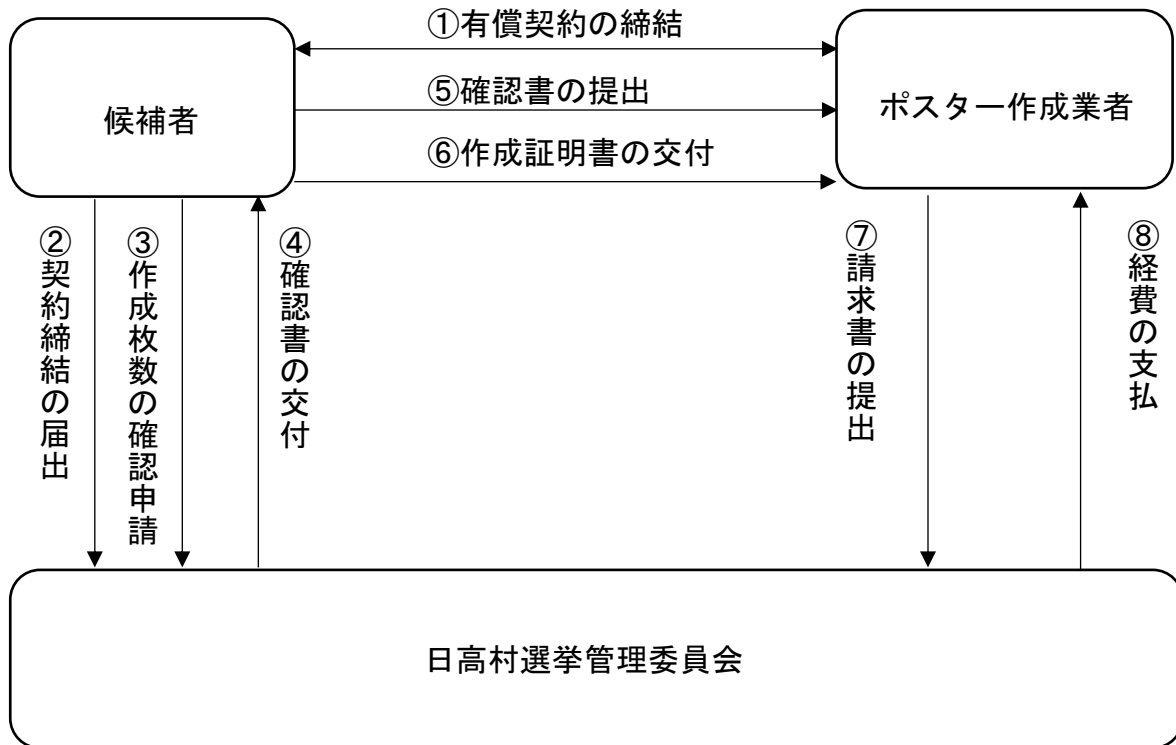 ①有償契約の締結
候補者
⑤確認書の提出
ポスター作成業者
⑥作成証明書の交付
②契約締結の届出
③作成枚数の確認申請
④確認書の交付
⑦請求書の提出
⑧経費の支払
日高村選挙管理委員会